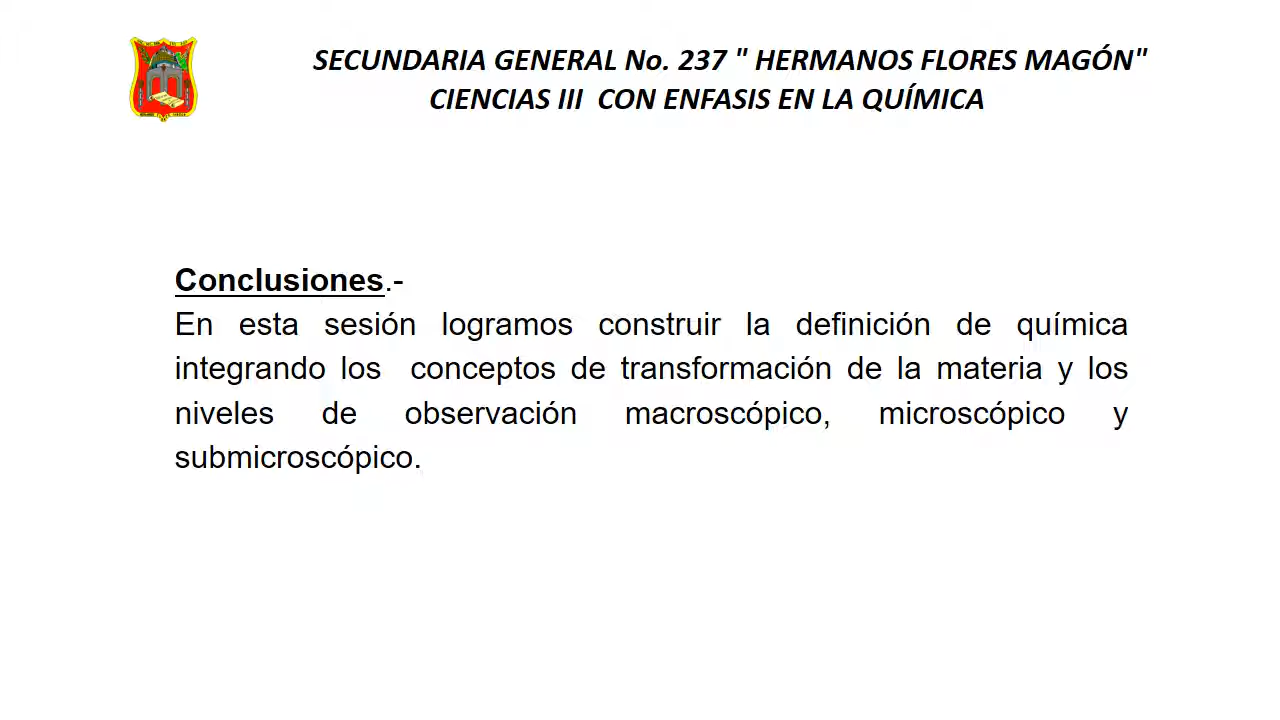 SECUNDARIA GENERAL No. 237 " HERMANOS FLORES MAGÓN"
CIENCIAS III CON ENFASIS EN LA QUÍMICA
Conclusiones.-
En esta sesión logramos construir la definición de química
integrando los conceptos de transformación de la materia y los
niveles de observación macroscópico, microscópico y
submicroscópico.